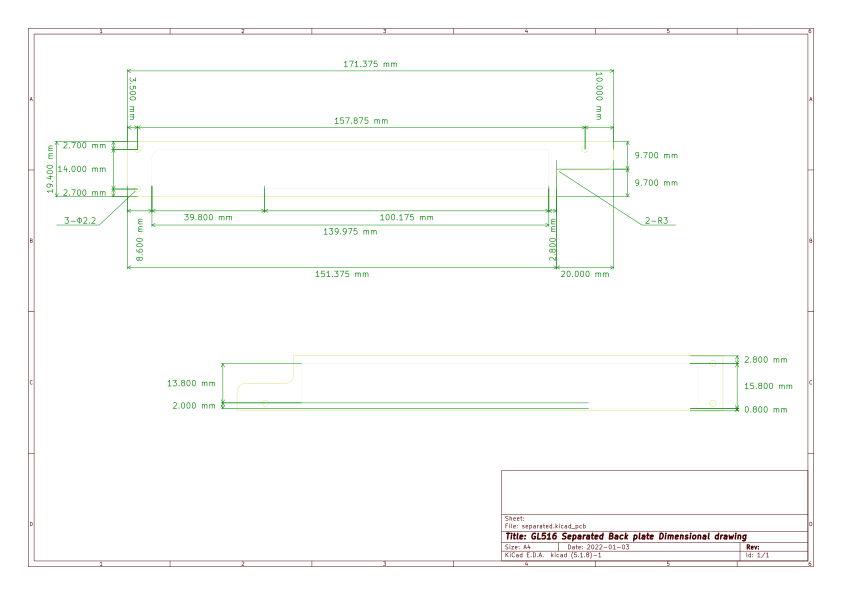 1 2 3 4 5 6
171.375 mm
3.500 mm
10.000 mm
157.875 mm
A A
2.700 mm
14.000 mm
19.400 mm
2.700 mm
9.700 mm
9.700 mm
3-Φ2.2
39.800 mm
100.175 mm
2-R3
139.975 mm
8.600 mm
2.800 mm
B B
151.375 mm
20.000 mm
2.800 mm
13.800 mm
15.800 mm
C C
2.000 mm
0.800 mm
Sheet:
File: separated.kicad_pcb
D D
Title: GL516 Separated Back plate Dimensional drawing
Size: A4 Date: 2022-01-03 Rev:
KiCad E.D.A. kicad (5.1.8)-1 Id: 1/1
1 2 3 4 5 6